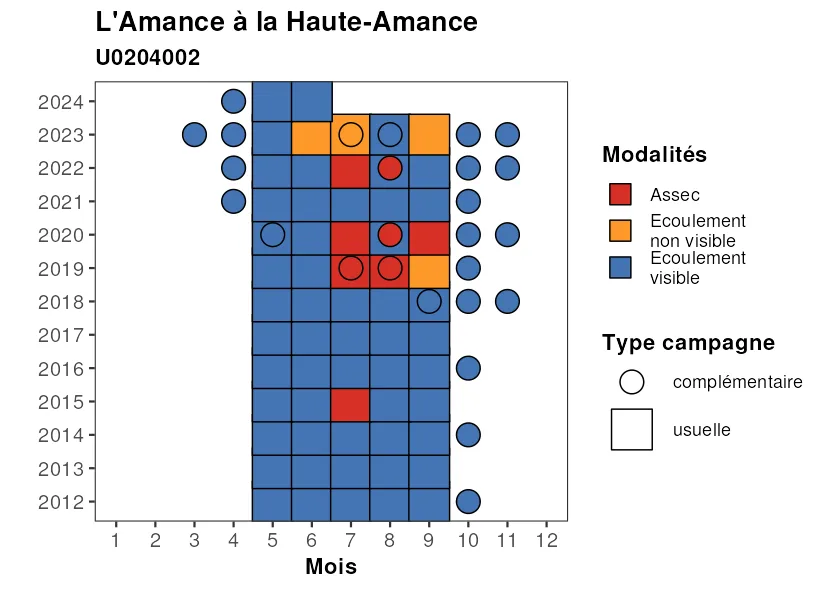 L'Amance à la Haute-Amance
U0204002
2024
2023
2022
2021
2020
2019
2018
2017
2016
2015
2014
2013
2012
1 2 3 4 5 6 7 8 9 10 11 12
Mois
Modalités
Assec
Ecoulement
non visible
Ecoulement
visible
Type campagne
complémentaire
usuelle